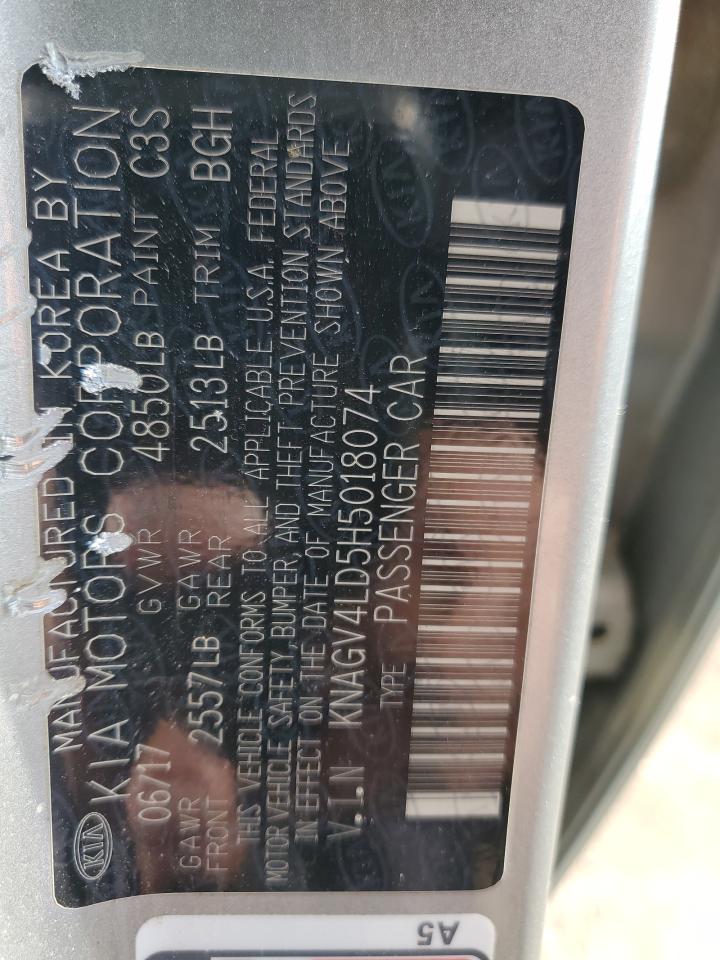 MANUFACTURED IN KOREA BY
KIA KIA MOTORS CORPORATION
06/17 GVWR 4850LB PAINT C3S
GAWR FRONT 2557LB GAWR REAR 2513LB TRIM BGH
THIS VEHICLE CONFORMS TO ALL APPLICABLE U.S.A. FEDERAL
MOTOR VEHICLE SAFETY, BUMPER, AND THEFT PREVENTION STANDARDS
IN EFFECT ON THE DATE OF MANUFACTURE SHOWN ABOVE
V.I.N KNAGV4LD5H5018074
TYPE PASSENGER CAR
A5